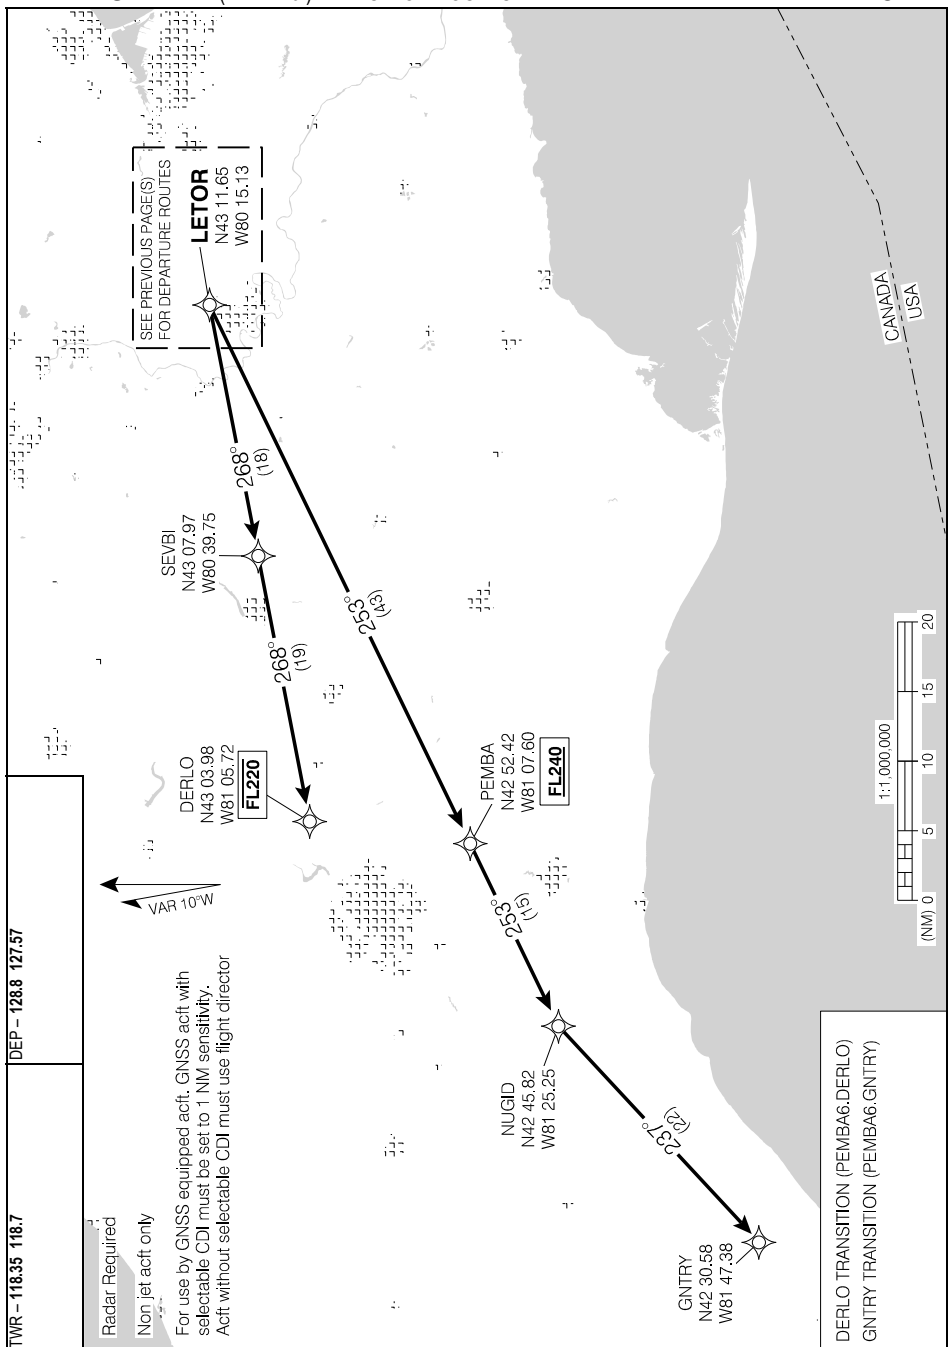 TWR – 118.35 118.7
DEP – 128.8 127.57
Radar Required
Non jet acft only
For use by GNSS equipped acft. GNSS acft with
selectable CDI must be set to 1 NM sensitivity.
Acft without selectable CDI must use flight director
VAR 10°W
SEE PREVIOUS PAGE(S)
FOR DEPARTURE ROUTES
LETOR
N43 11.65
W80 15.13
268°
(18)
SEVBI
N43 07.97
W80 39.75
268°
(19)
DERLO
N43 03.98
W81 05.72
FL220
253°
(43)
PEMBA
N42 52.42
W81 07.60
FL240
253°
(15)
NUGID
N42 45.82
W81 25.25
237°
(22)
GNTRY
N42 30.58
W81 47.38
CANADA
USA
1:1,000,000
(NM) 0 5 10 15 20
DERLO TRANSITION (PEMBA6.DERLO)
GNTRY TRANSITION (PEMBA6.GNTRY)